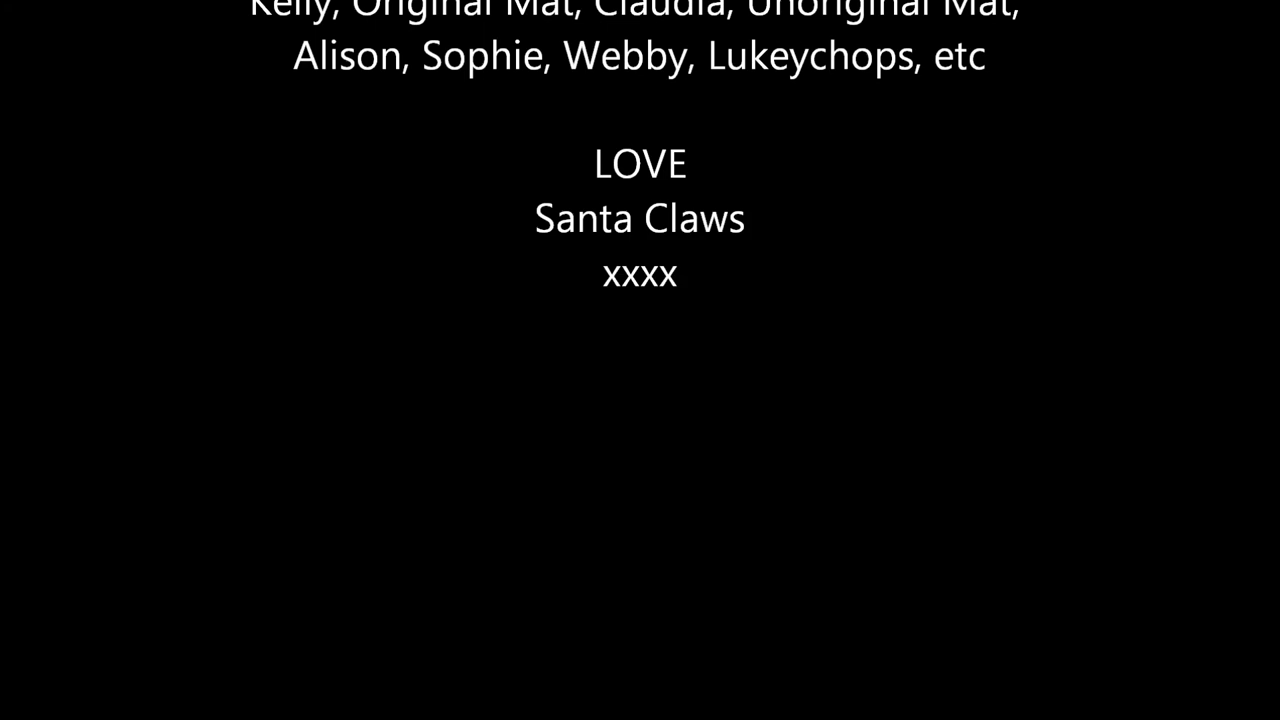 Kelly, Original Mat, Claudia, Unoriginal Mat,
Alison, Sophie, Webby, Lukeychops, etc
LOVE
Santa Claws
xxxx